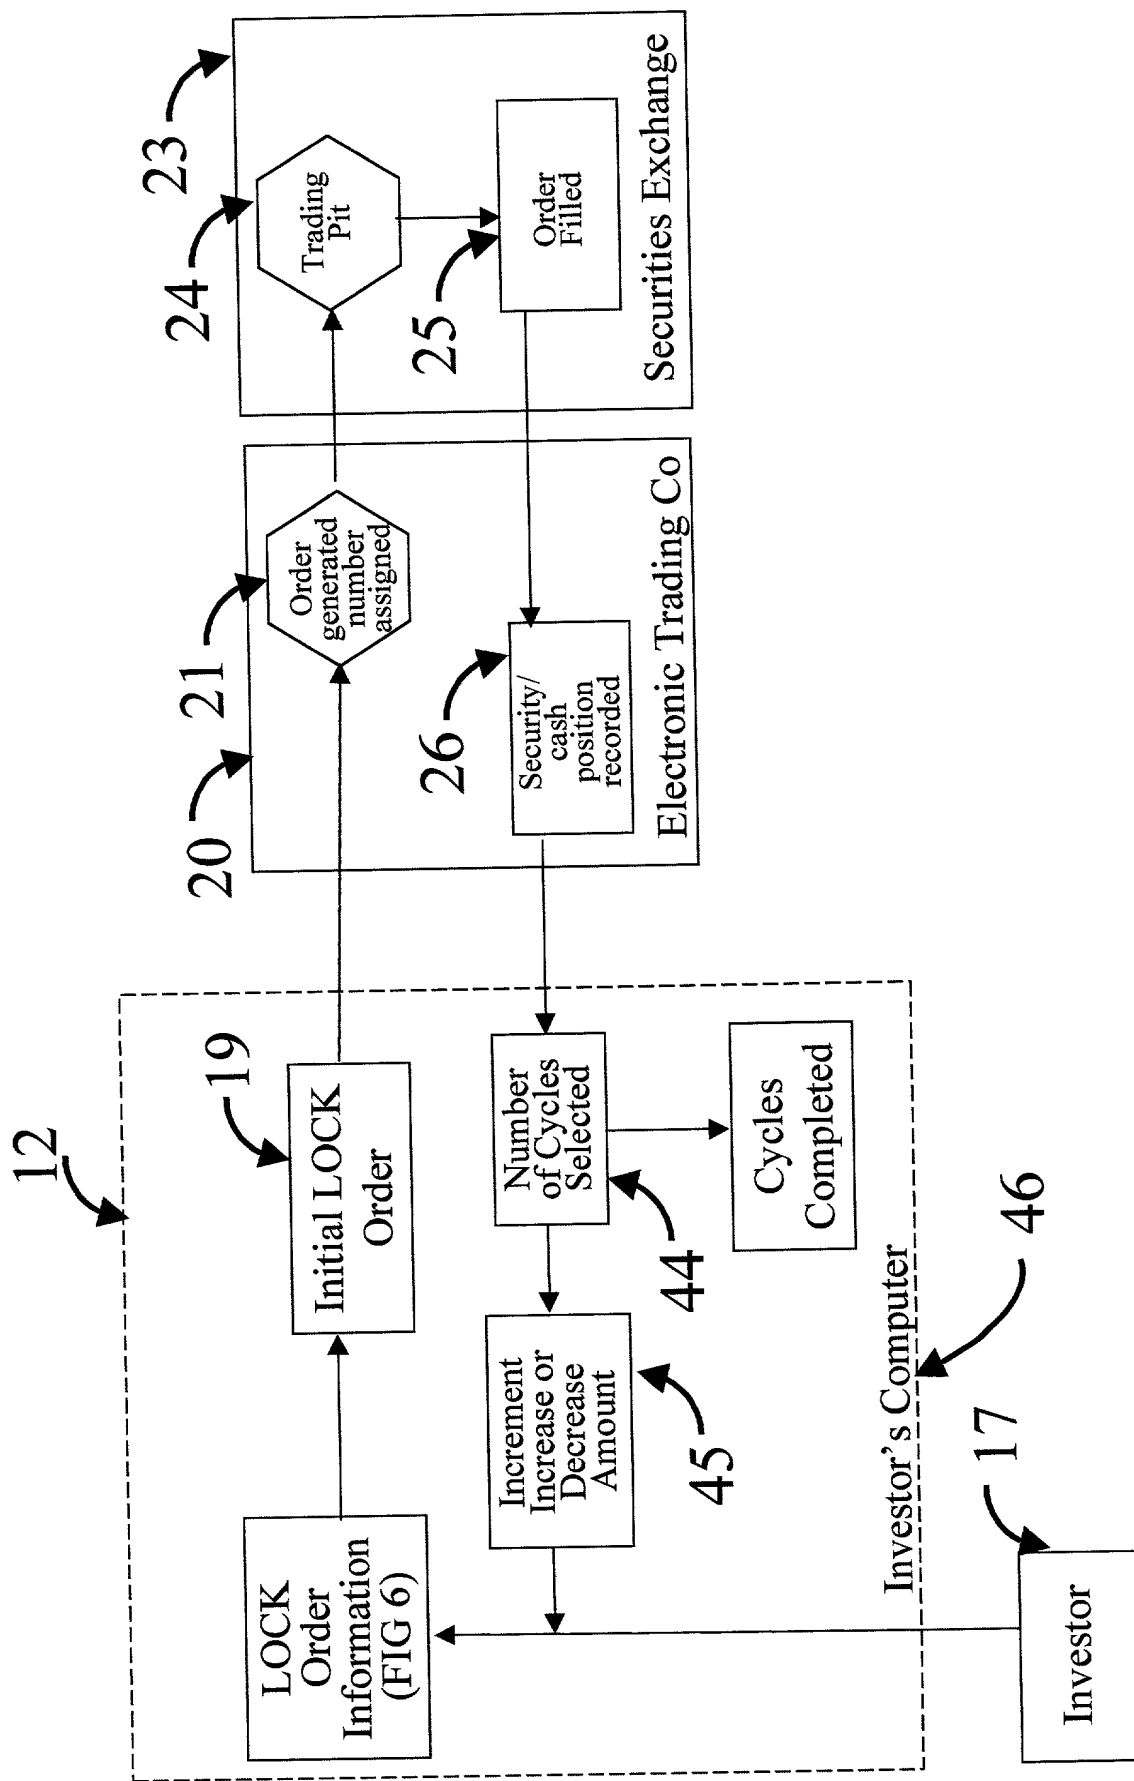 12
LOCK
Order
Information
(FIG 6)
Initial LOCK
Order
19
Increment
Increase or
Decrease
Amount
45
Number
of Cycles
Selected
44
Cycles
Completed
Investor's Computer
46
Investor
17
20
21
Order
generated
number
assigned
26
Security/
cash
position
recorded
Electronic Trading Co
23
24
Trading
Pit
25
Order
Filled
Securities Exchange